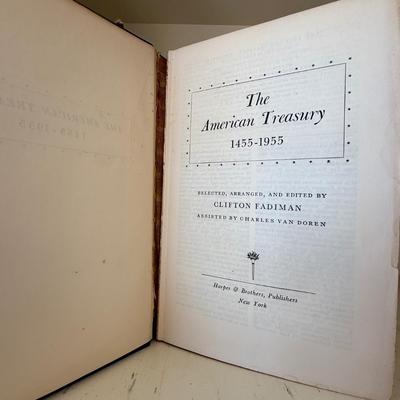 The
American Treasury
1455-1955
SELECTED, ARRANGED, AND EDITED BY
CLIFTON FADIMAN
ASSISTED BY CHARLES VAN DOREN
Harper & Brothers, Publishers
New York